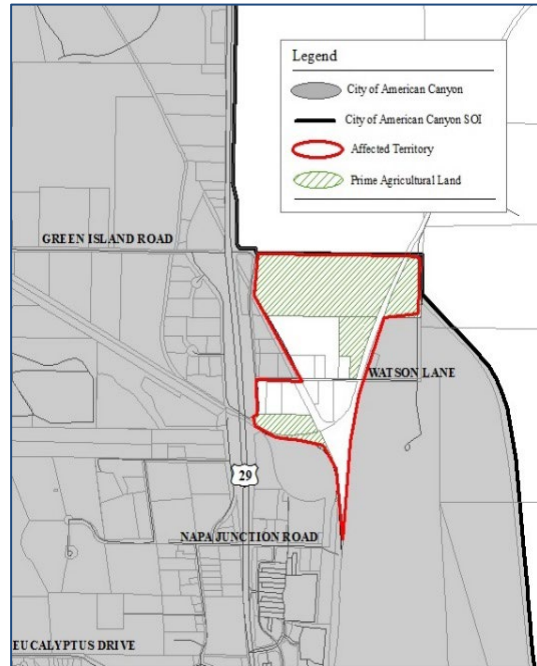 Legend
City of American Canyon
City of American Canyon SOI
Affected Territory
Prime Agricultural Land
GREEN ISLAND ROAD
WATSON LANE
29
NAPA JUNCTION ROAD
EUCALYPTUS DRIVE